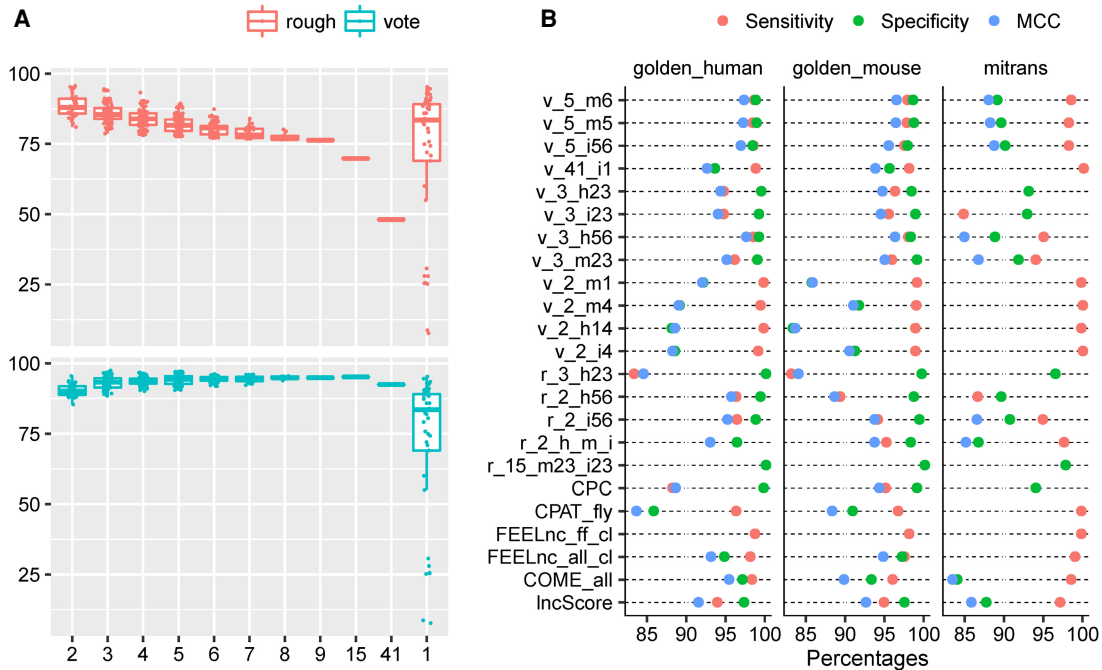 A
rough vote
100
75
50
25
100
75
50
25
2 3 4 5 6 7 8 9 15 41 1
B
Sensitivity Specificity MCC
golden_human golden_mouse mitrans
v_5_m6
v_5_m5
v_5_i56
v_41_i1
v_3_h23
v_3_i23
v_3_h56
v_3_m23
v_2_m1
v_2_m4
v_2_h14
v_2_i4
r_3_h23
r_2_h56
r_2_i56
r_2_h_m_i
r_15_m23_i23
CPC
CPAT_fly
FEELnc_ff_cl
FEELnc_all_cl
COME_all
lncScore
85 90 95 100 85 90 95 100 85 90 95 100
Percentages